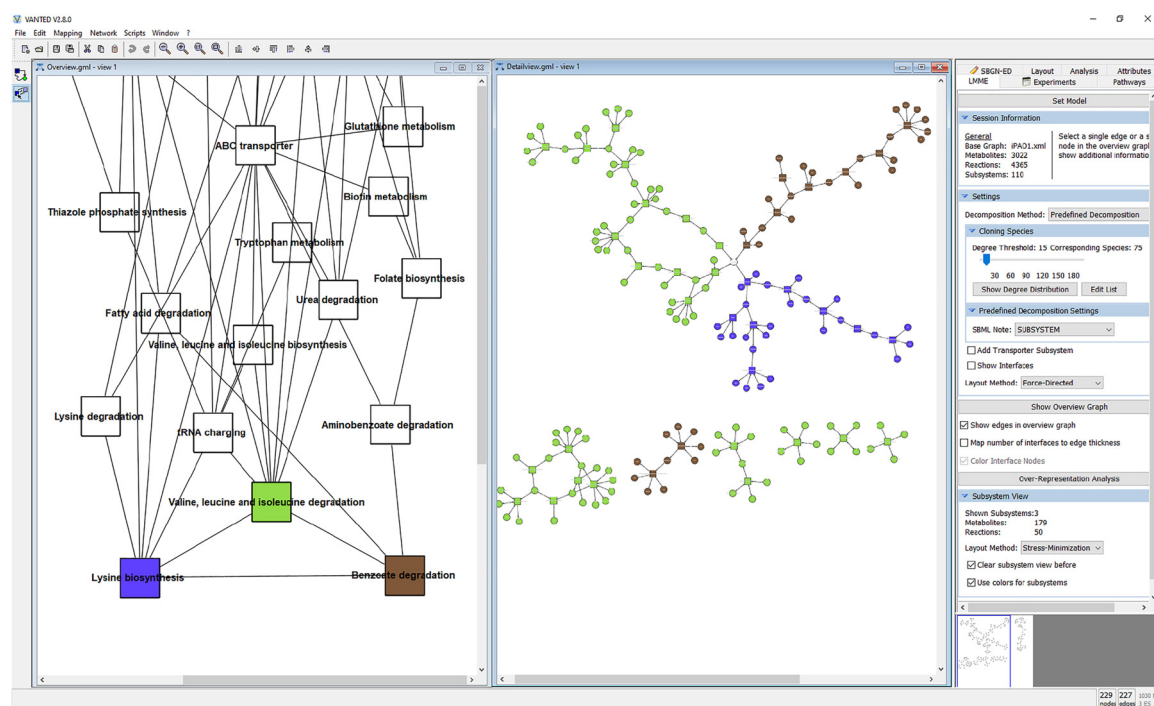 VANTED V2.8.0
File Edit Mapping Network Scripts Window ?
Overview.gml - view 1
Detailview.gml - view 1
Glutathione metabolism
ABC transporter
Biotin metabolism
Thiazole phosphate synthesis
Tryptophan metabolism
Folate biosynthesis
Urea degradation
Fatty acid degradation
Valine, leucine and isoleucine biosynthesis
Lysine degradation
tRNA charging
Aminobenzoate degradation
Valine, leucine and isoleucine degradation
Lysine biosynthesis
Benzoate degradation
SBGN-ED Layout Analysis Attributes
LMME Experiments Pathways
Set Model
Session Information
General
Base Graph: iPAO1.xml
Metabolites: 3022
Reactions: 4365
Subsystems: 110
Select a single edge or a s
node in the overview grap
show additional informatio
Settings
Decomposition Method: Predefined Decomposition
Cloning Species
Degree Threshold: 15 Corresponding Species: 75
30 60 90 120 150 180
Show Degree Distribution Edit List
Predefined Decomposition Settings
SBML Note: SUBSYSTEM
Add Transporter Subsystem
Show Interfaces
Layout Method: Force-Directed
Show Overview Graph
Show edges in overview graph
Map number of interfaces to edge thickness
Color Interface Nodes
Over-Representation Analysis
Subsystem View
Shown Subsystems:3
Metabolites: 179
Reactions: 50
Layout Method: Stress-Minimization
Clear subsystem view before
Use colors for subsystems
229 227 1030
nodes edges 3 ES